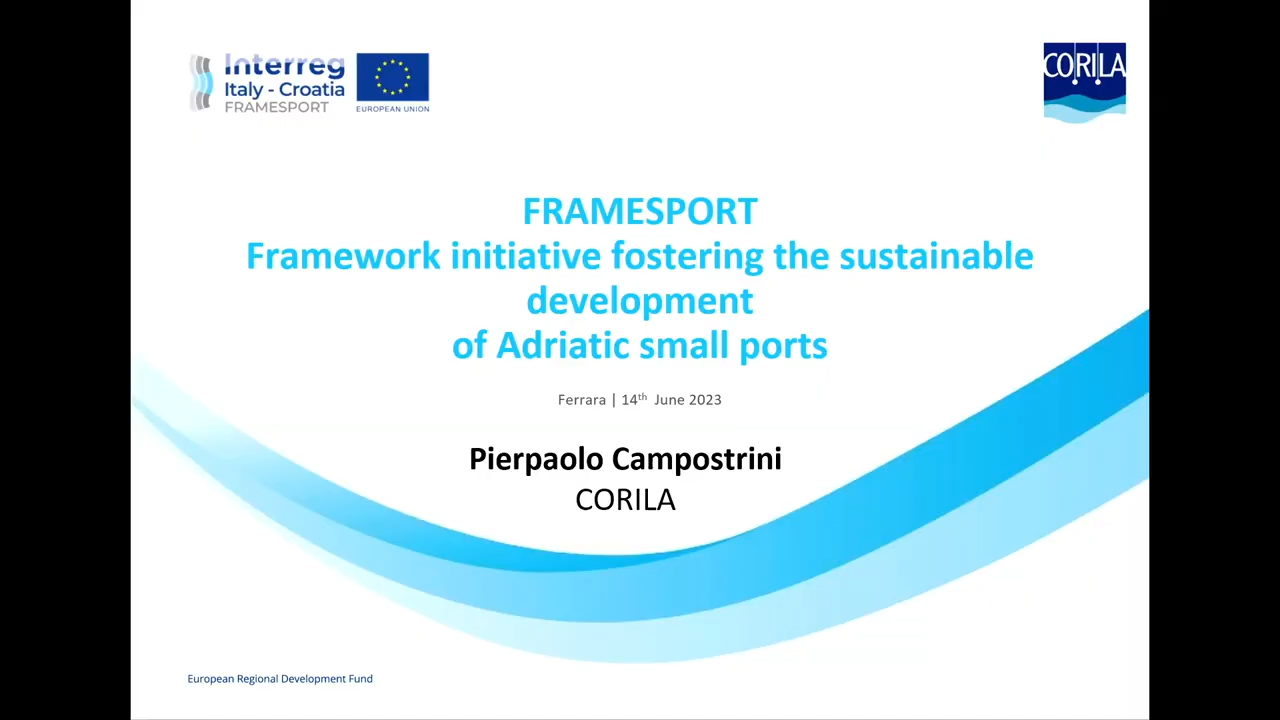 Interreg
Italy - Croatia
FRAMESPORT
EUROPEAN UNION
CORILA
FRAMESPORT
Framework initiative fostering the sustainable
development
of Adriatic small ports
Ferrara | 14th June 2023
Pierpaolo Campostrini
CORILA
European Regional Development Fund